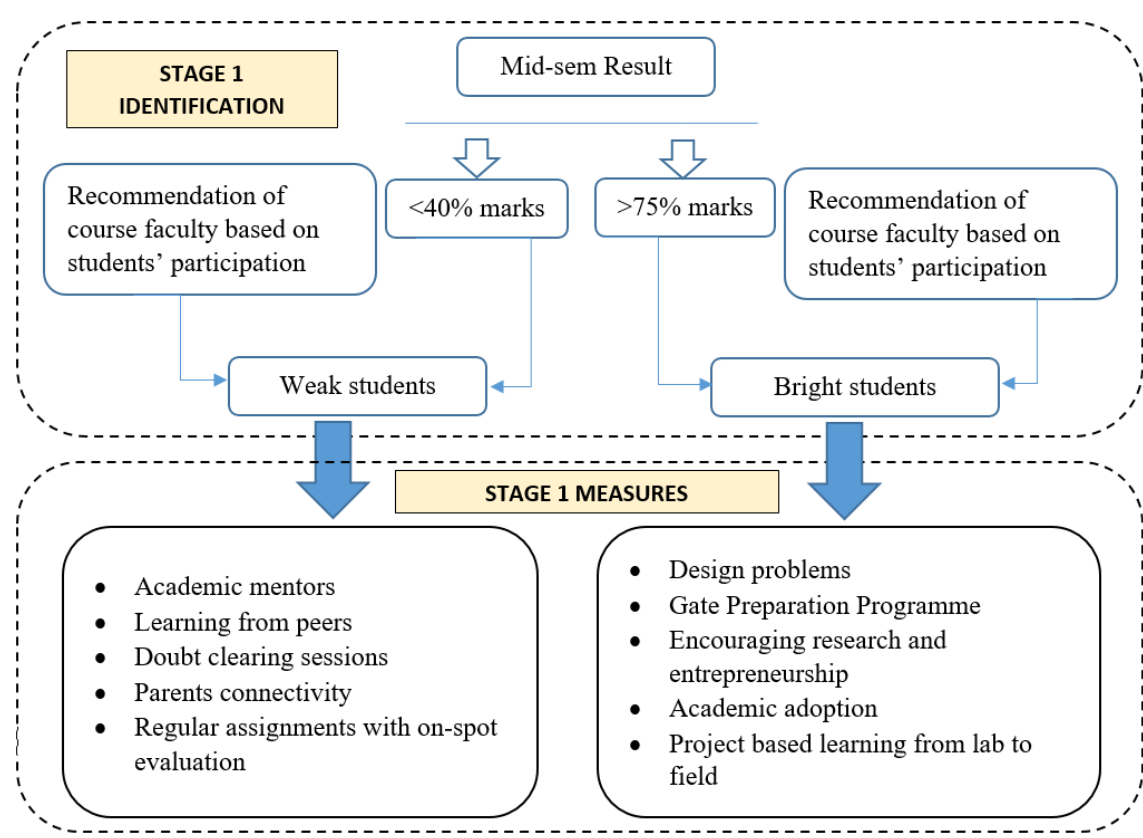 STAGE 1
IDENTIFICATION
Mid-sem Result
Recommendation of
course faculty based on
students’ participation
<40% marks
>75% marks
Recommendation of
course faculty based on
students’ participation
Weak students
Bright students
STAGE 1 MEASURES
• Academic mentors
• Learning from peers
• Doubt clearing sessions
• Parents connectivity
• Regular assignments with on-spot
evaluation
• Design problems
• Gate Preparation Programme
• Encouraging research and
entrepreneurship
• Academic adoption
• Project based learning from lab to
field